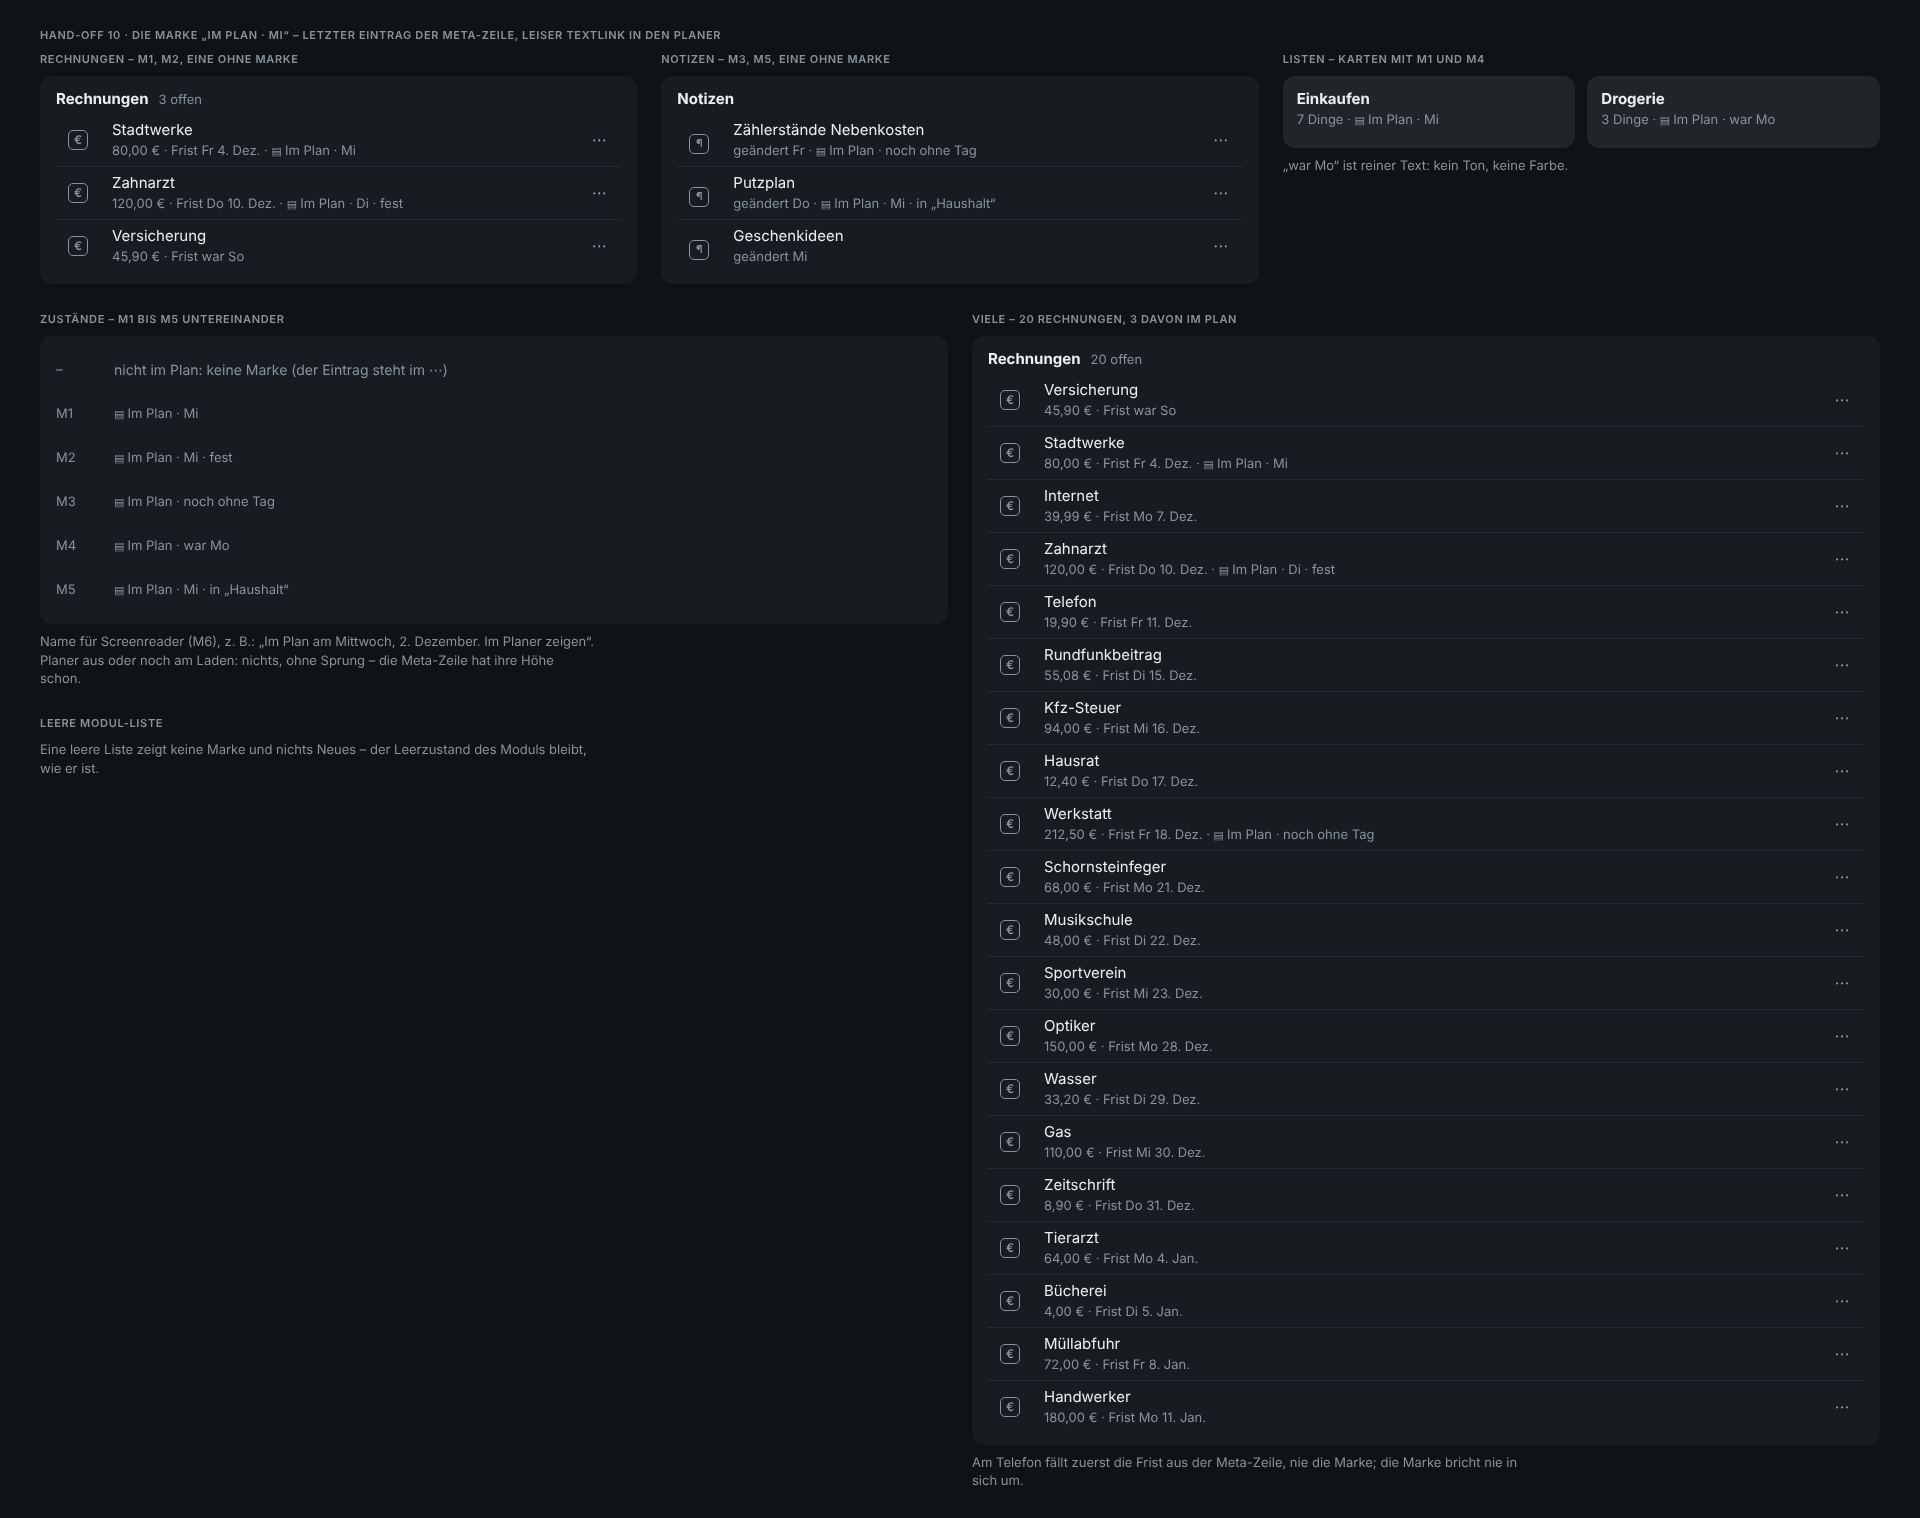 HAND-OFF 10 · DIE MARKE „IM PLAN · MI“ – LETZTER EINTRAG DER META-ZEILE, LEISER TEXTLINK IN DEN PLANER
RECHNUNGEN – M1, M2, EINE OHNE MARKE
Rechnungen 3 offen
€ Stadtwerke ···
80,00 € · Frist Fr 4. Dez. · ▤ Im Plan · Mi
€ Zahnarzt ···
120,00 € · Frist Do 10. Dez. · ▤ Im Plan · Di · fest
€ Versicherung ···
45,90 € · Frist war So
NOTIZEN – M3, M5, EINE OHNE MARKE
Notizen
¶ Zählerstände Nebenkosten ···
geändert Fr · ▤ Im Plan · noch ohne Tag
¶ Putzplan ···
geändert Do · ▤ Im Plan · Mi · in „Haushalt“
¶ Geschenkideen ···
geändert Mi
LISTEN – KARTEN MIT M1 UND M4
Einkaufen
7 Dinge · ▤ Im Plan · Mi
Drogerie
3 Dinge · ▤ Im Plan · war Mo
„war Mo“ ist reiner Text: kein Ton, keine Farbe.
ZUSTÄNDE – M1 BIS M5 UNTEREINANDER
– nicht im Plan: keine Marke (der Eintrag steht im ···)
M1 ▤ Im Plan · Mi
M2 ▤ Im Plan · Mi · fest
M3 ▤ Im Plan · noch ohne Tag
M4 ▤ Im Plan · war Mo
M5 ▤ Im Plan · Mi · in „Haushalt“
Name für Screenreader (M6), z. B.: „Im Plan am Mittwoch, 2. Dezember. Im Planer zeigen“.
Planer aus oder noch am Laden: nichts, ohne Sprung – die Meta-Zeile hat ihre Höhe
schon.
LEERE MODUL-LISTE
Eine leere Liste zeigt keine Marke und nichts Neues – der Leerzustand des Moduls bleibt,
wie er ist.
VIELE – 20 RECHNUNGEN, 3 DAVON IM PLAN
Rechnungen 20 offen
€ Versicherung ···
45,90 € · Frist war So
€ Stadtwerke ···
80,00 € · Frist Fr 4. Dez. · ▤ Im Plan · Mi
€ Internet ···
39,99 € · Frist Mo 7. Dez.
€ Zahnarzt ···
120,00 € · Frist Do 10. Dez. · ▤ Im Plan · Di · fest
€ Telefon ···
19,90 € · Frist Fr 11. Dez.
€ Rundfunkbeitrag ···
55,08 € · Frist Di 15. Dez.
€ Kfz-Steuer ···
94,00 € · Frist Mi 16. Dez.
€ Hausrat ···
12,40 € · Frist Do 17. Dez.
€ Werkstatt ···
212,50 € · Frist Fr 18. Dez. · ▤ Im Plan · noch ohne Tag
€ Schornsteinfeger ···
68,00 € · Frist Mo 21. Dez.
€ Musikschule ···
48,00 € · Frist Di 22. Dez.
€ Sportverein ···
30,00 € · Frist Mi 23. Dez.
€ Optiker ···
150,00 € · Frist Mo 28. Dez.
€ Wasser ···
33,20 € · Frist Di 29. Dez.
€ Gas ···
110,00 € · Frist Mi 30. Dez.
€ Zeitschrift ···
8,90 € · Frist Do 31. Dez.
€ Tierarzt ···
64,00 € · Frist Mo 4. Jan.
€ Bücherei ···
4,00 € · Frist Di 5. Jan.
€ Müllabfuhr ···
72,00 € · Frist Fr 8. Jan.
€ Handwerker ···
180,00 € · Frist Mo 11. Jan.
Am Telefon fällt zuerst die Frist aus der Meta-Zeile, nie die Marke; die Marke bricht nie in
sich um.